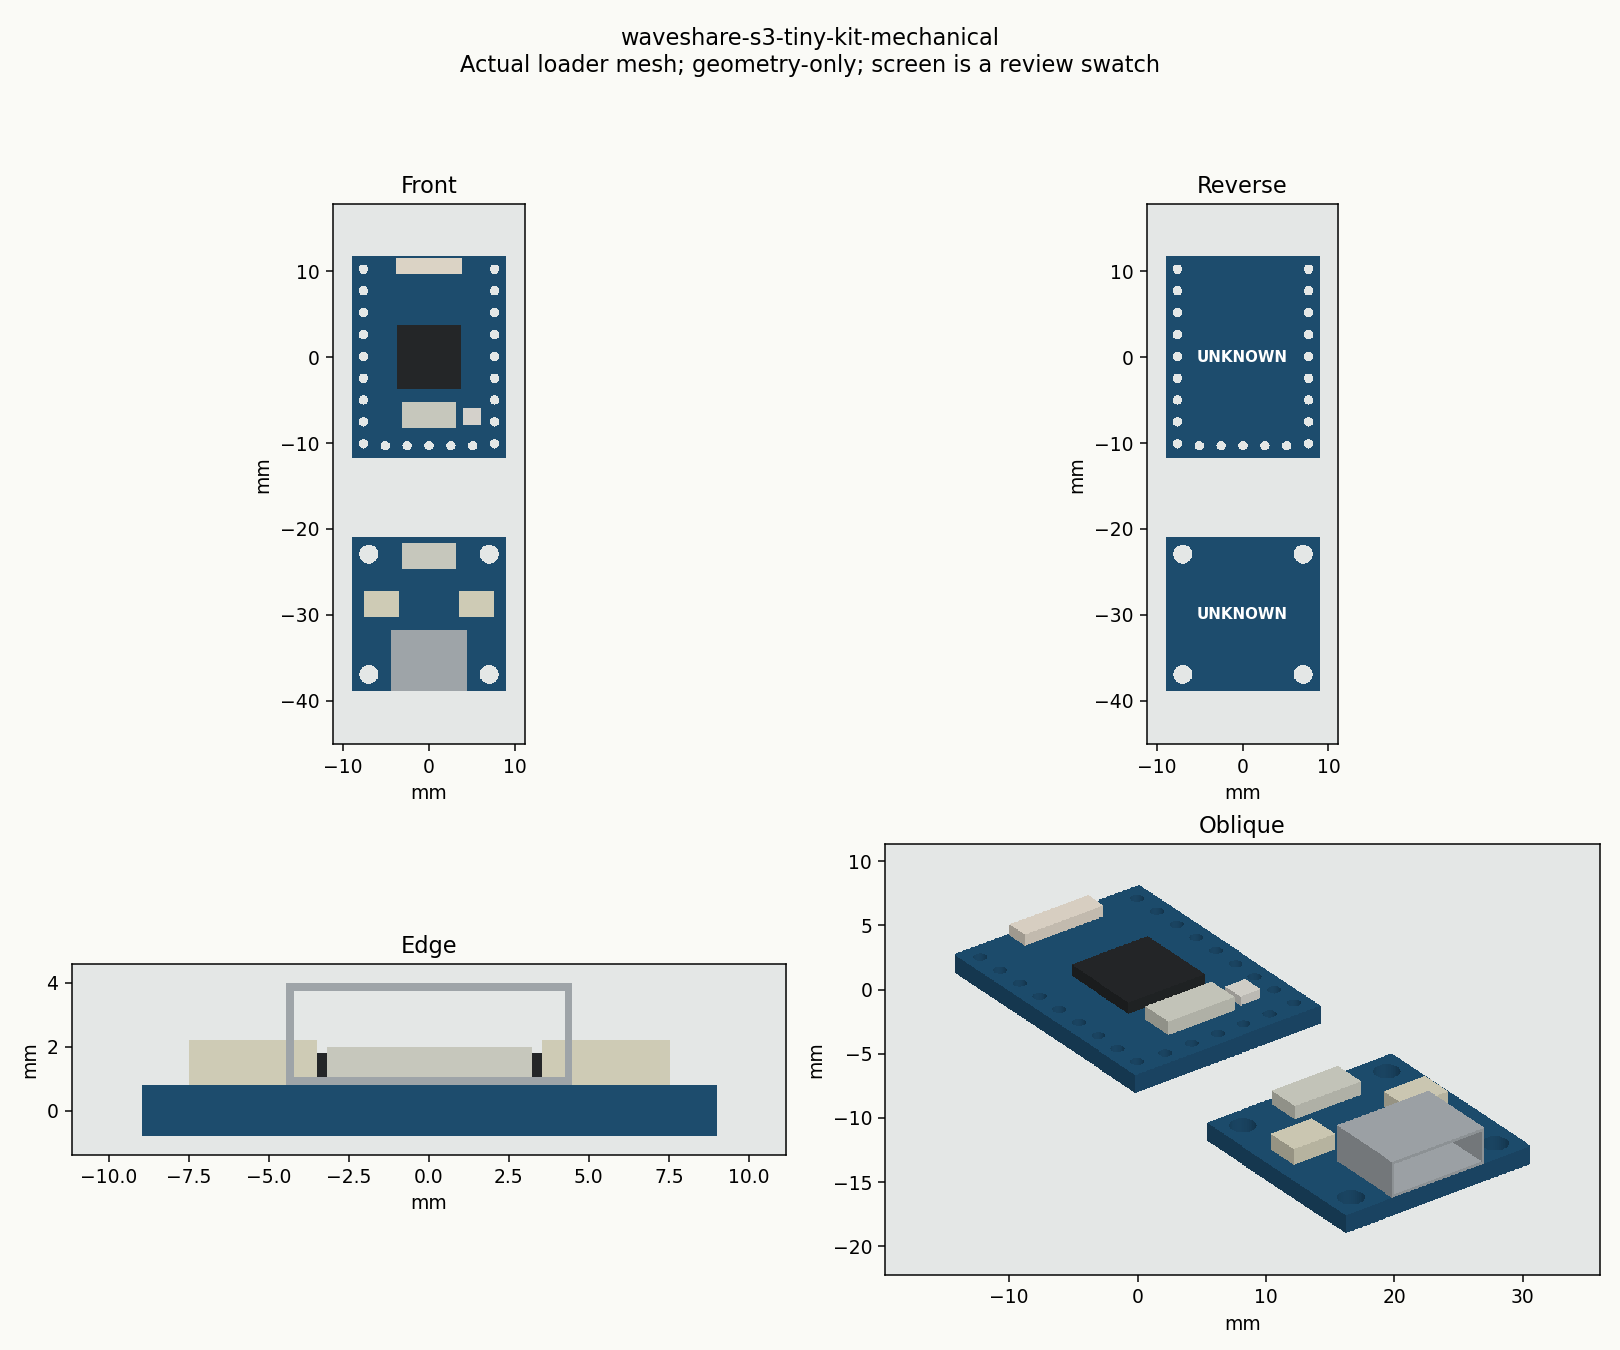 waveshare-s3-tiny-kit-mechanical
Actual loader mesh; geometry-only; screen is a review swatch
Front
10
0
−10
−20
−30
−40
mm
−10
0
10
mm
Reverse
10
0
−10
−20
−30
−40
mm
UNKNOWN
UNKNOWN
−10
0
10
mm
Edge
4
2
0
mm
−10.0
−7.5
−5.0
−2.5
0.0
2.5
5.0
7.5
10.0
mm
Oblique
10
5
0
−5
−10
−15
−20
mm
−10
0
10
20
30
mm